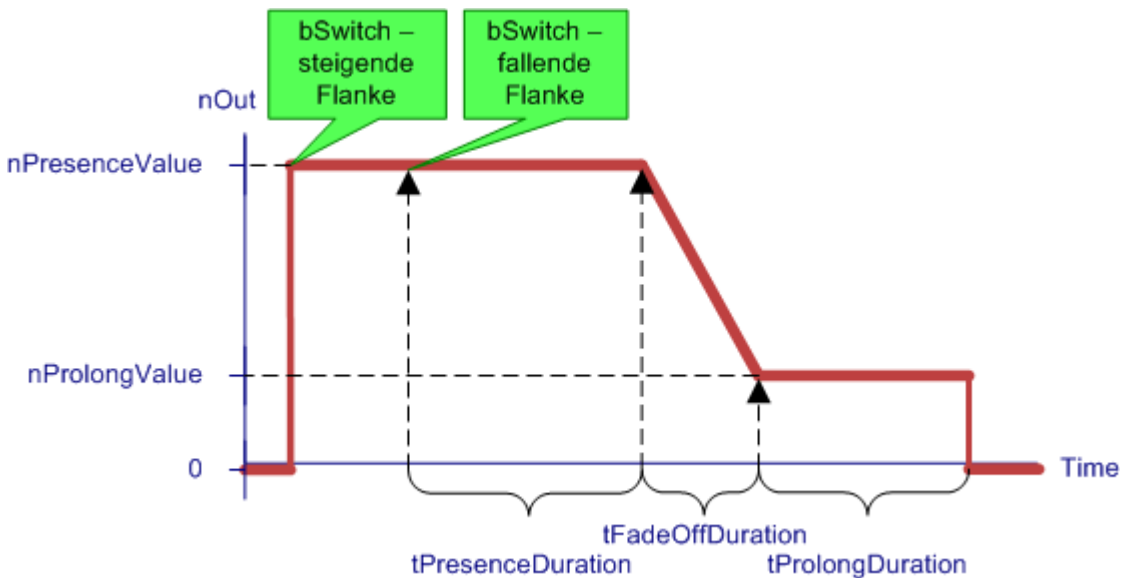 bSwitch –
steigende
Flanke
bSwitch –
fallende
Flanke
nOut
nPresenceValue
nProlongValue
0
Time
tFadeOffDuration
tPresenceDuration
tProlongDuration